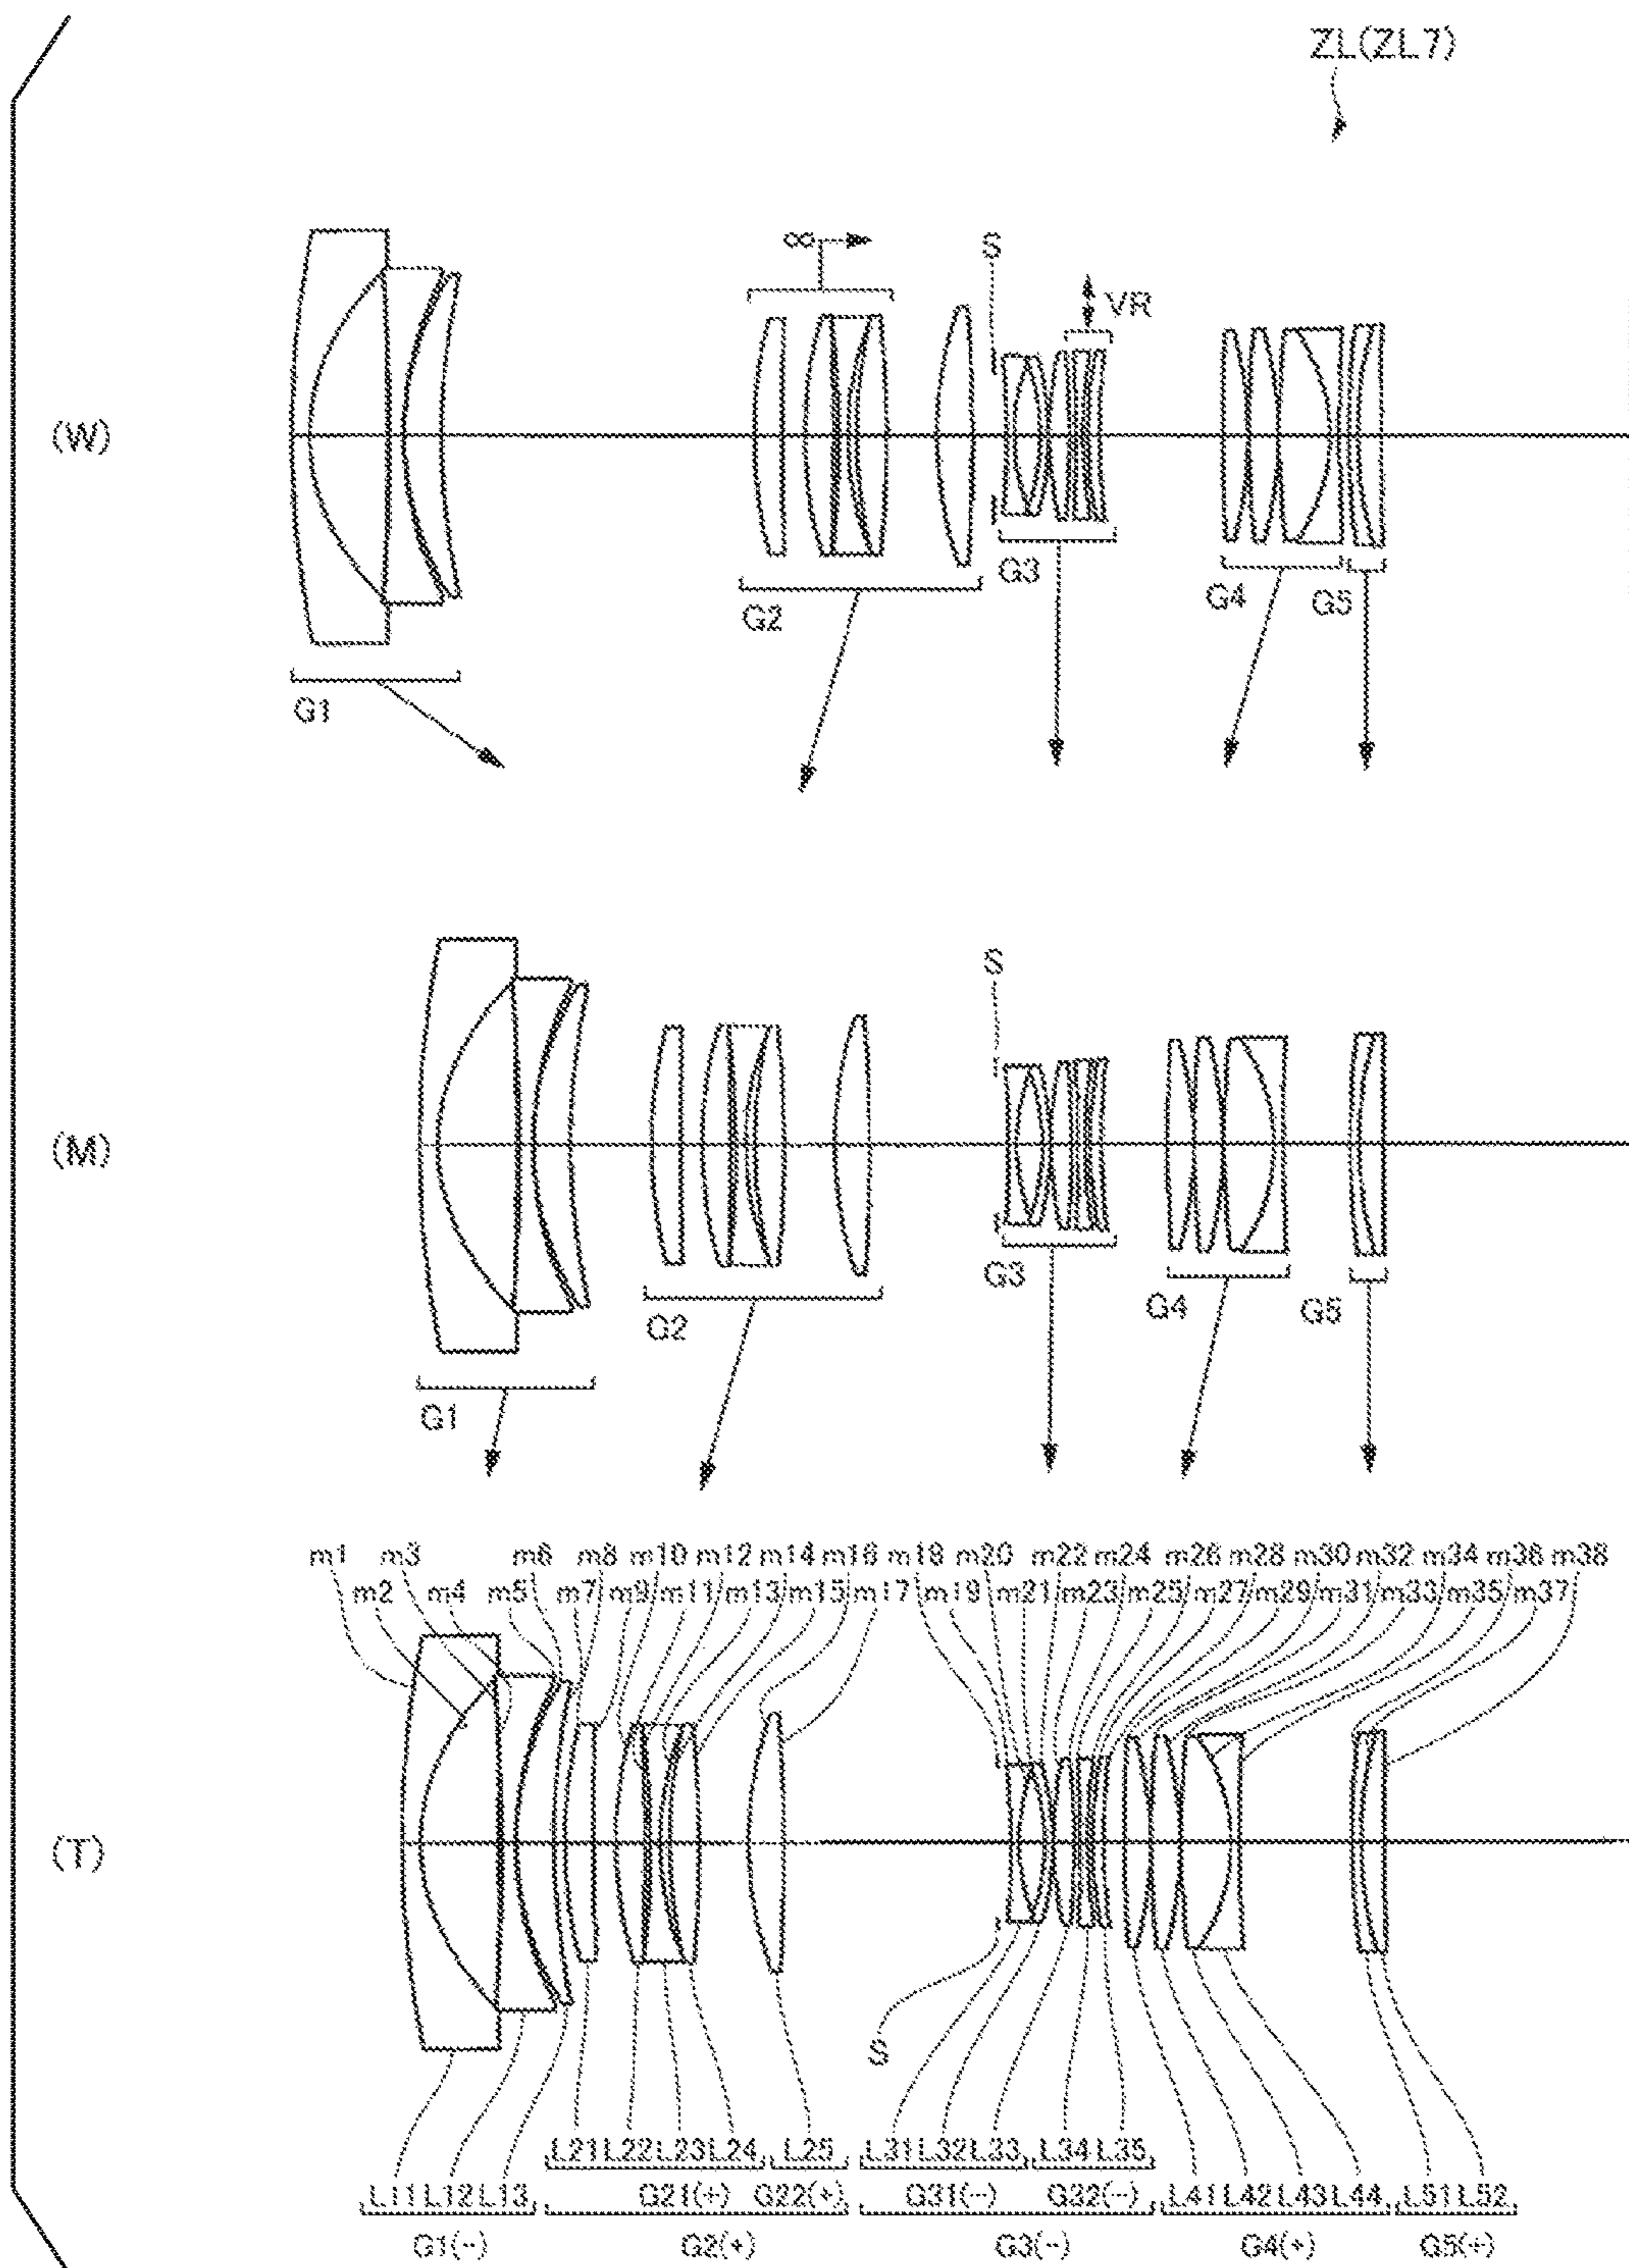 ZL(ZL7)
∞
S
VR
(W)
G3
G4
G5
G2
G1
S
(M)
G3
G4
G5
G2
G1
m1 m3 m6 m8 m10 m12 m14 m16 m18 m20 m22 m24 m26 m28 m30 m32 m34 m36 m38
m2 m4 m5 m7 m9 m11 m13 m15 m17 m19 m21 m23 m25 m27 m29 m31 m33 m35 m37
(T)
S
L21 L22 L23 L24 L25 L31 L32 L33 L34 L35
L11 L12 L13 G21(+) G22(+) G31(-) G32(-) L41 L42 L43 L44 L51 L52
G1(-) G2(+) G3(-) G4(+) G5(+)